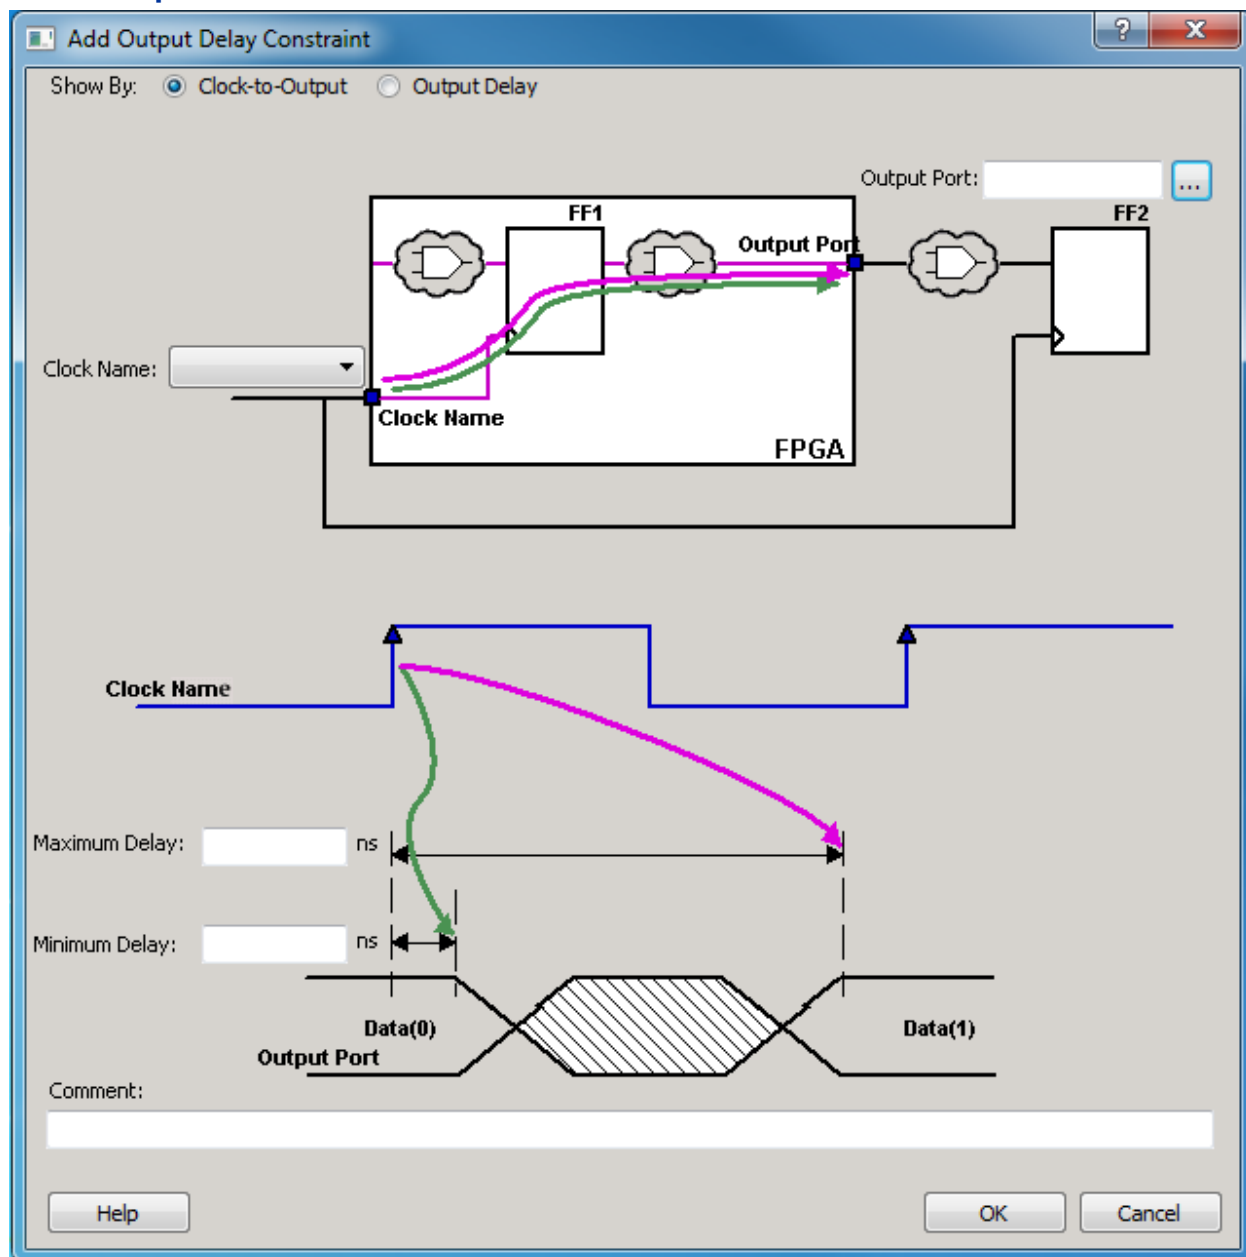 Add Output Delay Constraint
?
X
Show By:
Clock-to-Output
Output Delay
Output Port:
...
FF1
FF2
Output Port
Clock Name:
Clock Name
FPGA
Clock Name
Maximum Delay:
ns
Minimum Delay:
ns
Data(0)
Data(1)
Output Port
Comment:
Help
OK
Cancel